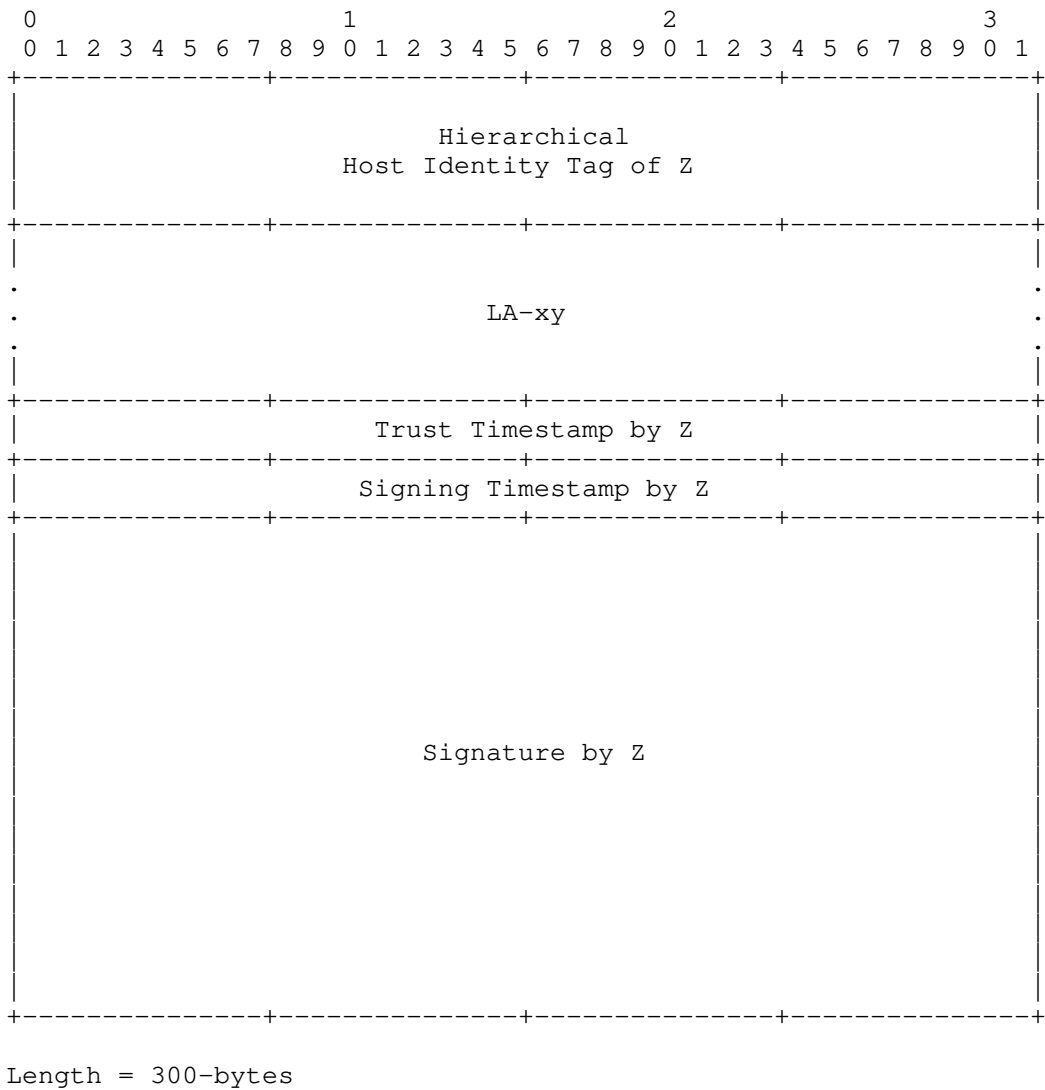 0                   1                   2                   3
0 1 2 3 4 5 6 7 8 9 0 1 2 3 4 5 6 7 8 9 0 1 2 3 4 5 6 7 8 9 0 1
Hierarchical
Host Identity Tag of Z
LA-xy
Trust Timestamp by Z
Signing Timestamp by Z
Signature by Z
Length = 300-bytes